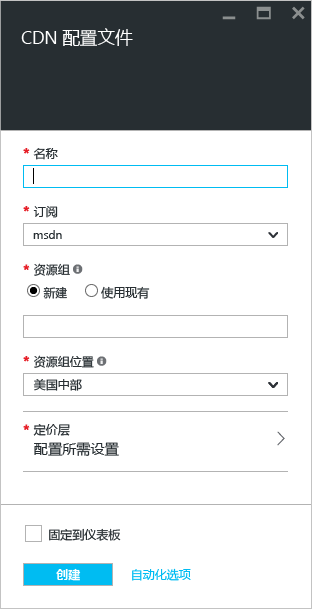 CDN 配置文件
* 名称
* 订阅
msdn
* 资源组
新建 使用现有
* 资源组位置
美国中部
* 定价层
配置所需设置
固定到仪表板
创建 自动化选项